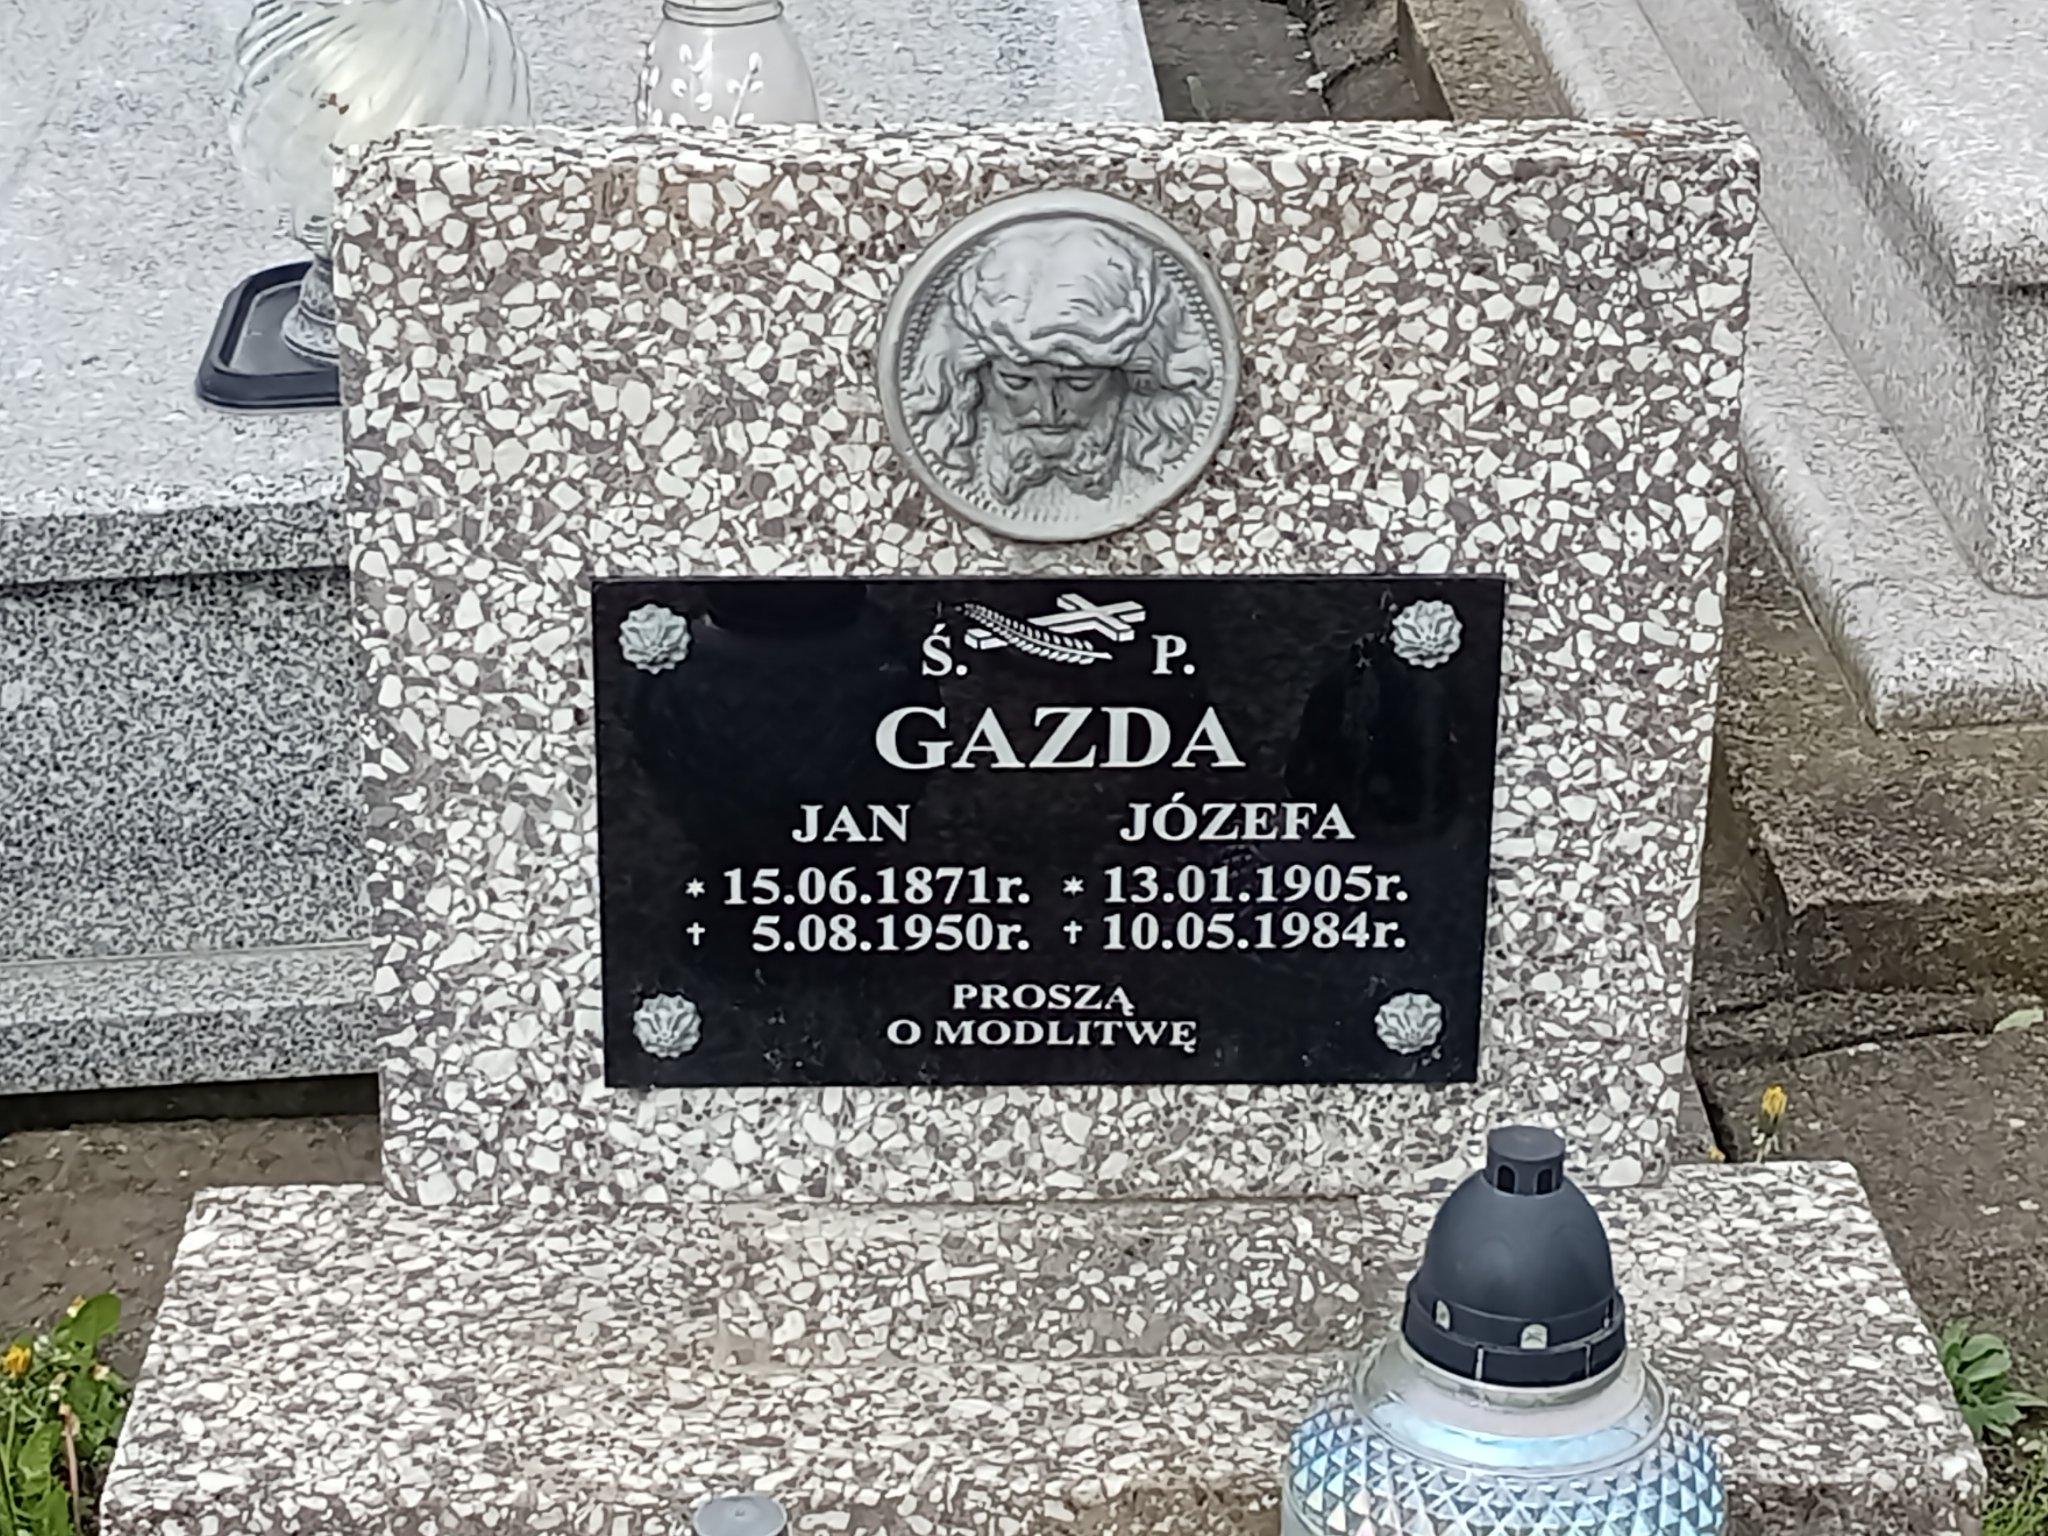 Ś. P.
GAZDA
JAN JÓZEFA
* 15.06.1871r. * 13.01.1905r.
† 5.08.1950r. † 10.05.1984r.
PROSZĄ
O MODLITWĘ